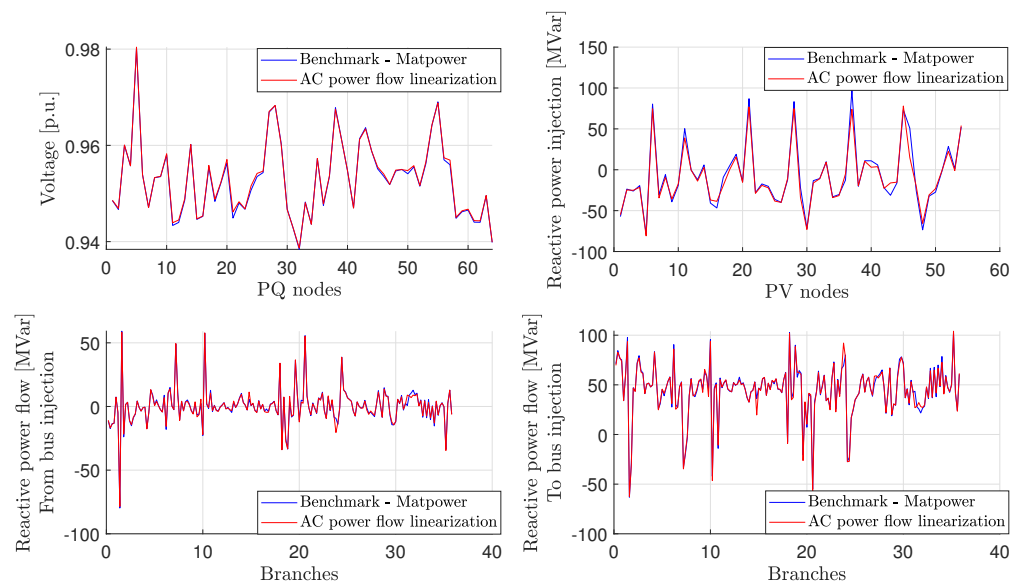 Voltage [p.u.]
0.98
0.96
0.94
Benchmark - Matpower
AC power flow linearization
0 10 20 30 40 50 60
PQ nodes
Reactive power injection [MVar]
150
100
50
0
-50
-100
Benchmark - Matpower
AC power flow linearization
0 10 20 30 40 50 60
PV nodes
Reactive power flow [MVar]
From bus injection
50
0
-50
-100
Benchmark - Matpower
AC power flow linearization
0 10 20 30 40
Branches
Reactive power flow [MVar]
To bus injection
100
50
0
-50
-100
Benchmark - Matpower
AC power flow linearization
0 10 20 30 40
Branches